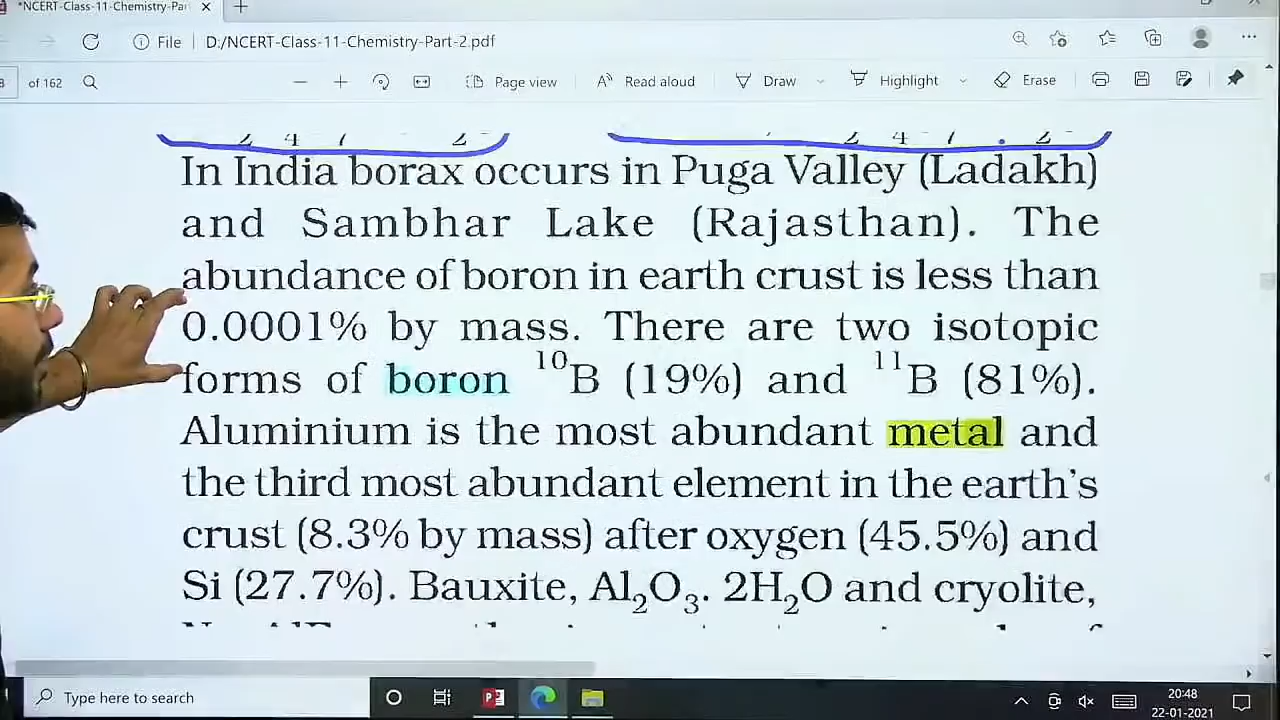 *NCERT-Class-11-Chemistry-Par
File D:/NCERT-Class-11-Chemistry-Part-2.pdf
of 162 Page view Read aloud Draw Highlight Erase
In India borax occurs in Puga Valley (Ladakh)
and Sambhar Lake (Rajasthan). The
abundance of boron in earth crust is less than
0.0001% by mass. There are two isotopic
forms of boron ¹⁰B (19%) and ¹¹B (81%).
Aluminium is the most abundant metal and
the third most abundant element in the earth's
crust (8.3% by mass) after oxygen (45.5%) and
Si (27.7%). Bauxite, Al₂O₃. 2H₂O and cryolite,
Type here to search
20:48
22-01-2021